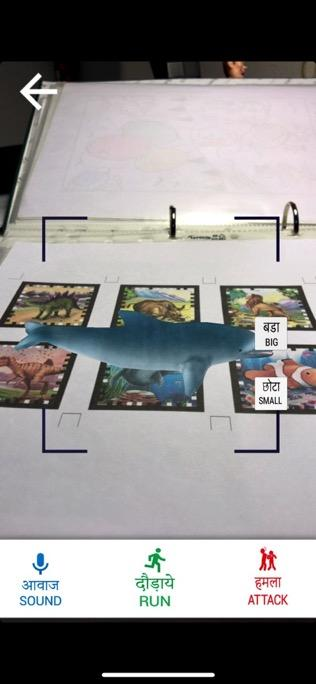 बडा
BIG
छोटा
SMALL
आवाज
SOUND
दौड़ाये
RUN
हमला
ATTACK